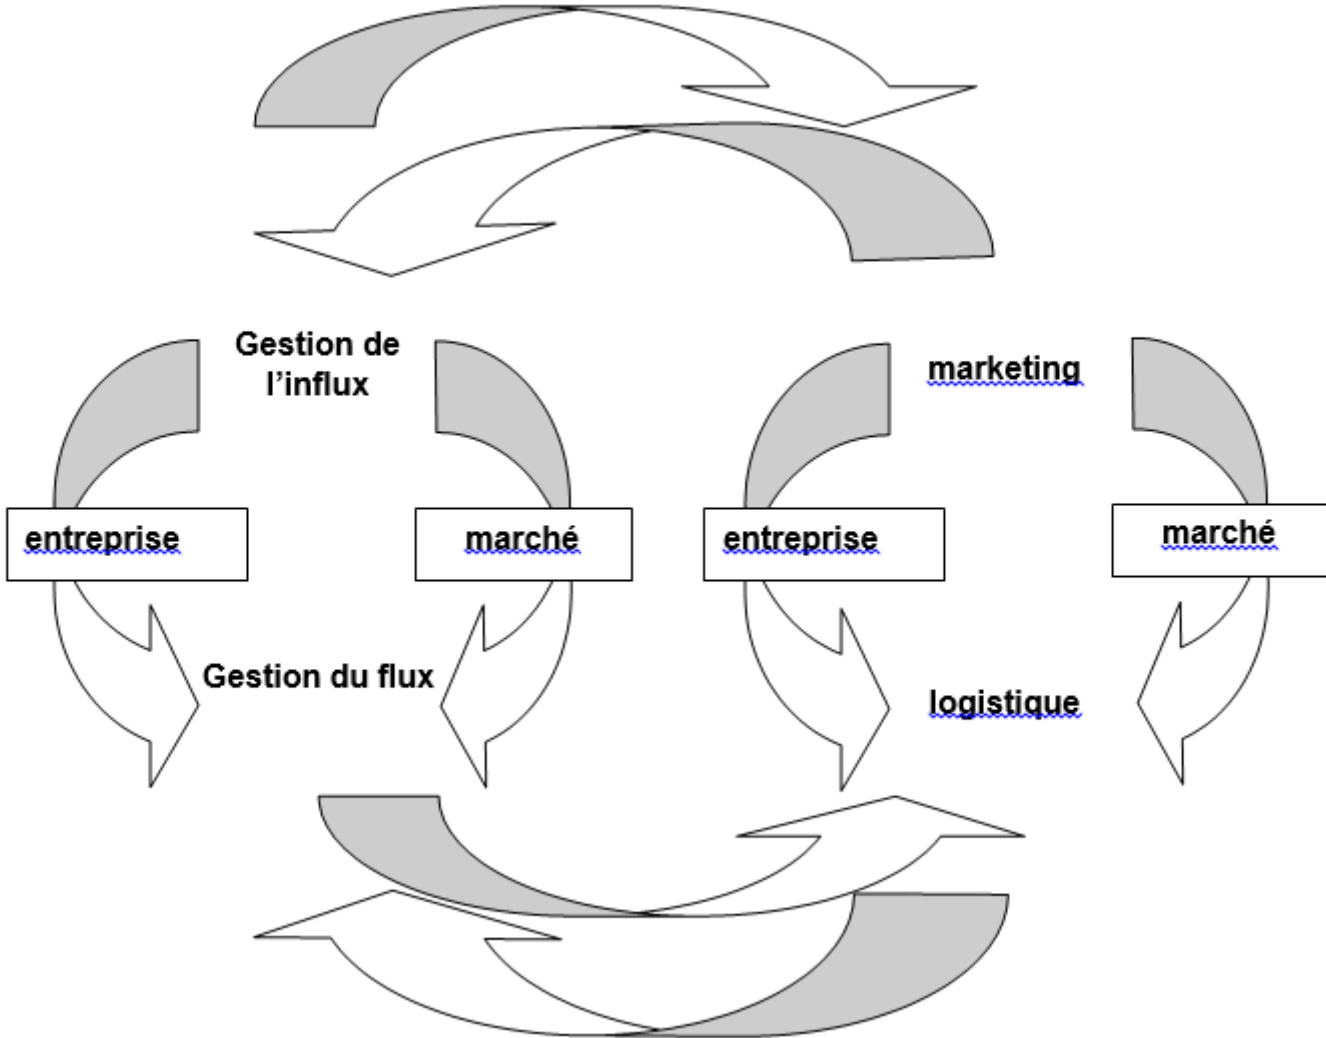 Gestion de
l’influx
marketing
entreprise
marché
entreprise
marché
Gestion du flux
logistique